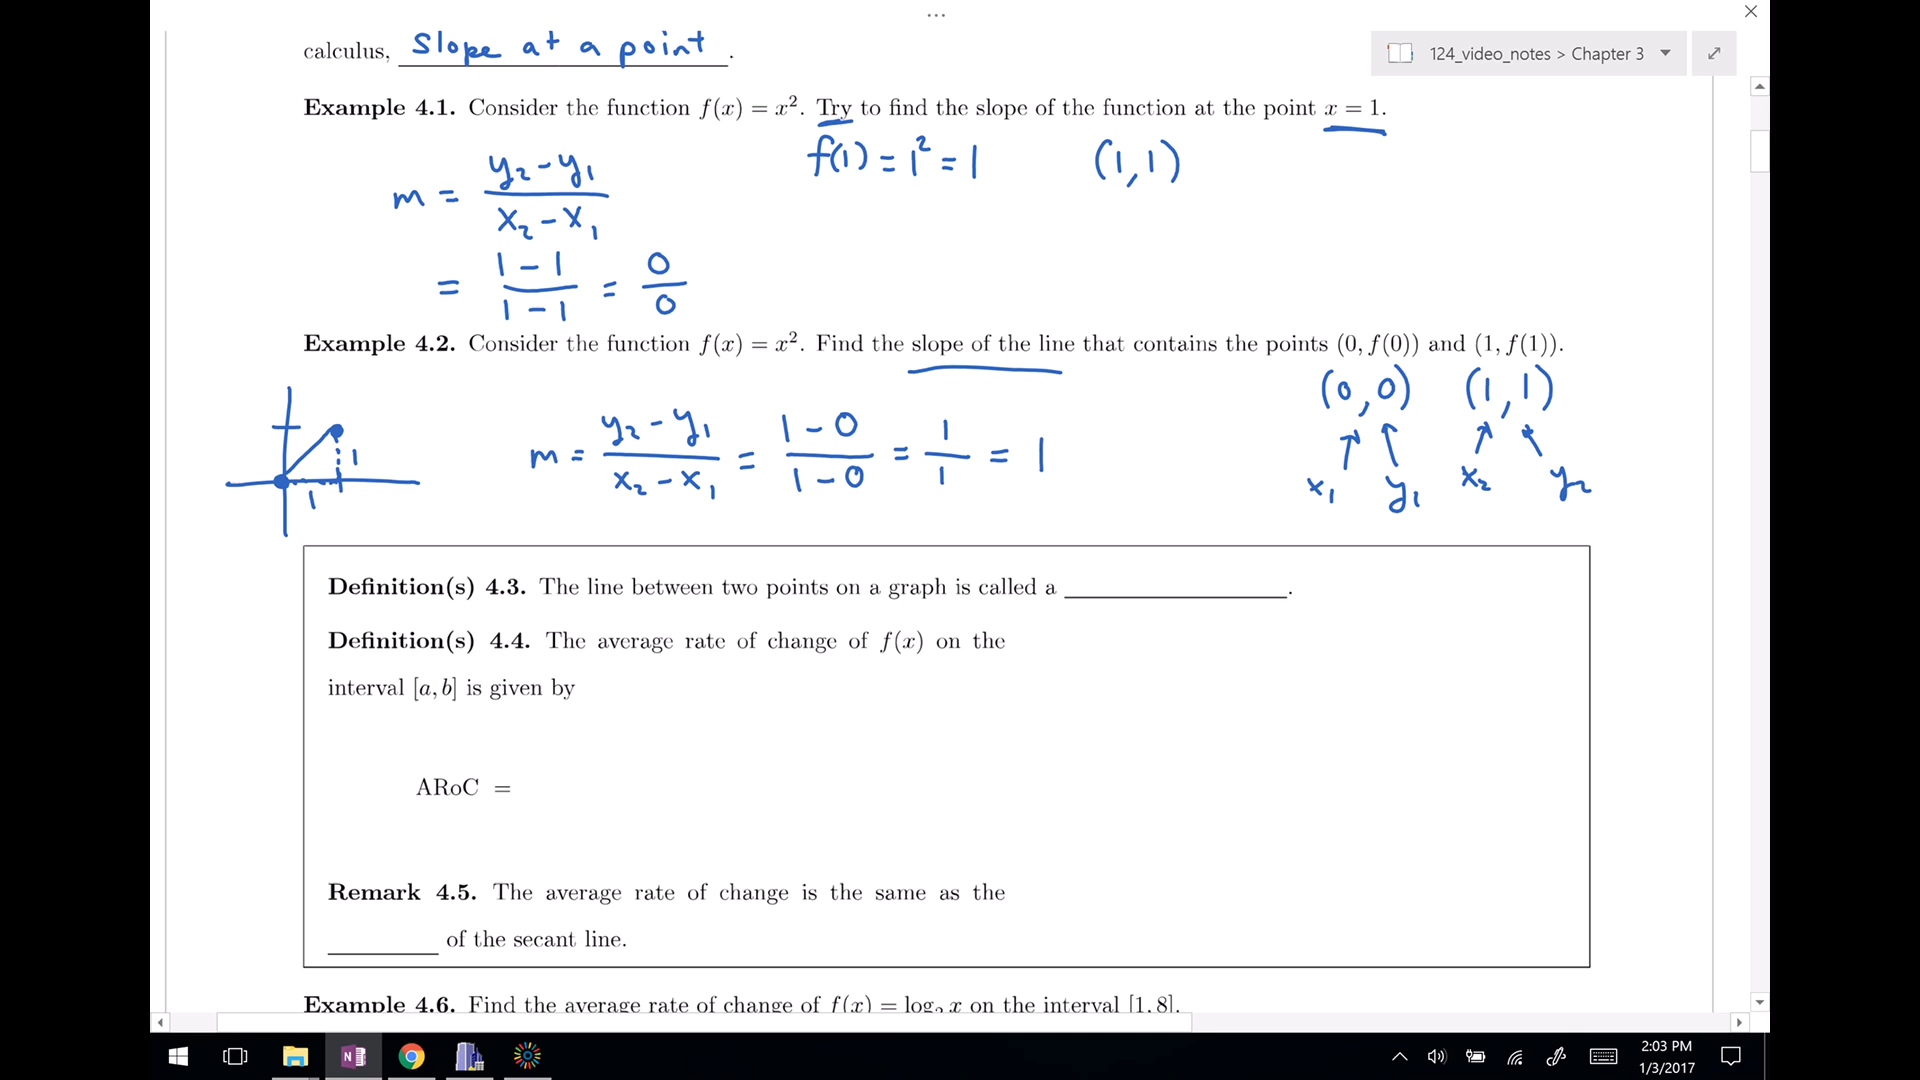 ...
calculus, Slope at a point.
124_video_notes > Chapter 3
Example 4.1. Consider the function f(x) = x². Try to find the slope of the function at the point x = 1.
f(1) = 1² = 1 (1,1)
m = (y₂ - y₁)/(x₂ - x₁)
= (1 - 1)/(1 - 1) = 0/0
Example 4.2. Consider the function f(x) = x². Find the slope of the line that contains the points (0, f(0)) and (1, f(1)).
(0,0) (1,1)
m = (y₂ - y₁)/(x₂ - x₁) = (1 - 0)/(1 - 0) = 1/1 = 1
1
1
x₁ y₁ x₂ y₂
Definition(s) 4.3. The line between two points on a graph is called a ____________.
Definition(s) 4.4. The average rate of change of f(x) on the
interval [a, b] is given by
ARoC =
Remark 4.5. The average rate of change is the same as the
________ of the secant line.
Example 4.6. Find the average rate of change of f(x) = log₂ x on the interval [1, 8].
N
2:03 PM
1/3/2017